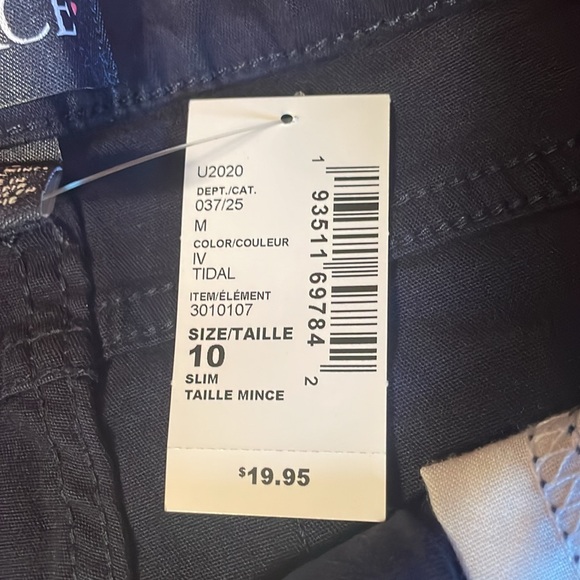 U2020
DEPT./CAT.
037/25
M
COLOR/COULEUR
IV
TIDAL
ITEM/ÉLÉMENT
3010107
SIZE/TAILLE
10
SLIM
TAILLE MINCE
$19.95
1 93511 69784 2